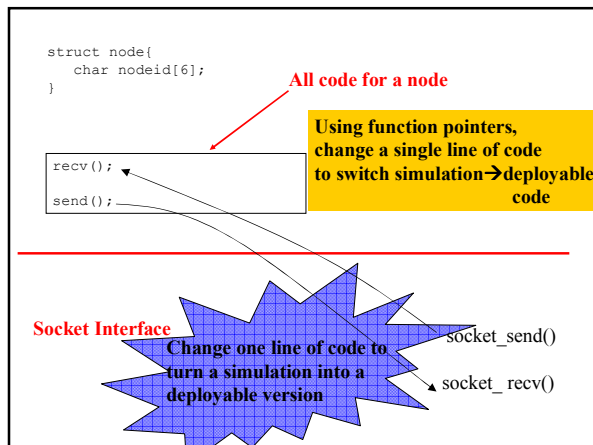 struct node{
char nodeid[6];
}
All code for a node
Using function pointers,
change a single line of code
to switch simulation→deployable
code
recv();
send();
Socket Interface
Change one line of code to
turn a simulation into a
deployable version
socket_send()
socket_ recv()